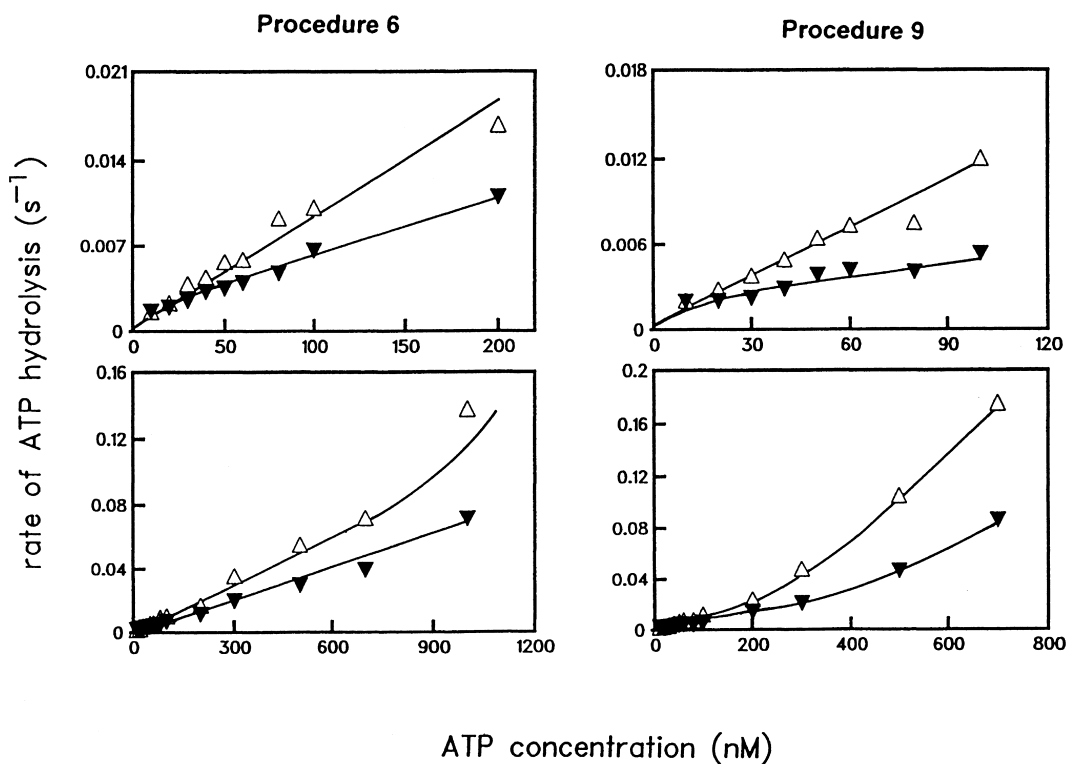 Procedure 6
Procedure 9
rate of ATP hydrolysis (s⁻¹)
0.021
0.014
0.007
0
0 50 100 150 200
0.018
0.012
0.006
0
0 30 60 90 120
0.16
0.12
0.08
0.04
0
0 300 600 900 1200
0.2
0.16
0.12
0.08
0.04
0
0 200 400 600 800
ATP concentration (nM)